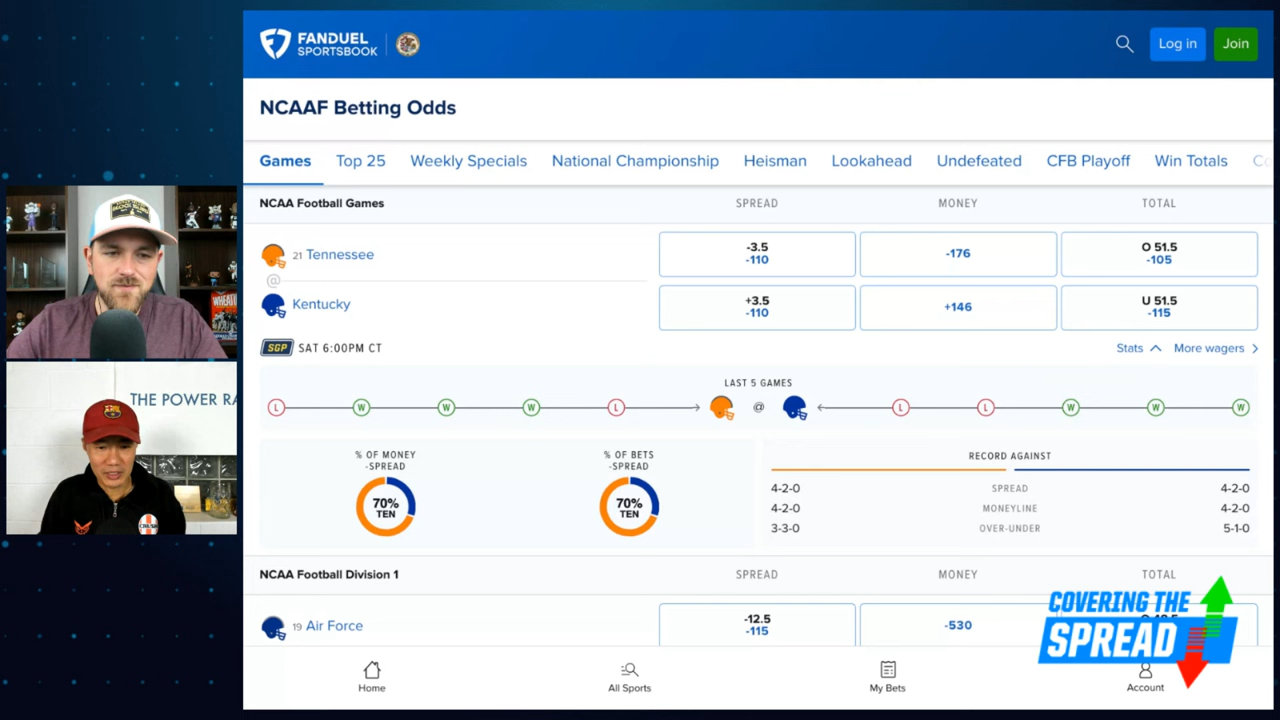 FANDUEL
SPORTSBOOK
Log in
Join
NCAAF Betting Odds
Games Top 25 Weekly Specials National Championship Heisman Lookahead Undefeated CFB Playoff Win Totals
NCAA Football Games SPREAD MONEY TOTAL
21 Tennessee
-3.5
-110
-176
O 51.5
-105
@
Kentucky
+3.5
-110
+146
U 51.5
-115
SGP SAT 6:00PM CT
Stats More wagers
LAST 5 GAMES
L W W W L @ L L W W W
% OF MONEY
-SPREAD
70%
TEN
% OF BETS
-SPREAD
70%
TEN
RECORD AGAINST
4-2-0 SPREAD 4-2-0
4-2-0 MONEYLINE 4-2-0
3-3-0 OVER-UNDER 5-1-0
NCAA Football Division 1 SPREAD MONEY TOTAL
19 Air Force
-12.5
-115
-530
COVERING THE
SPREAD
Home
All Sports
My Bets
Account
THE POWER RA